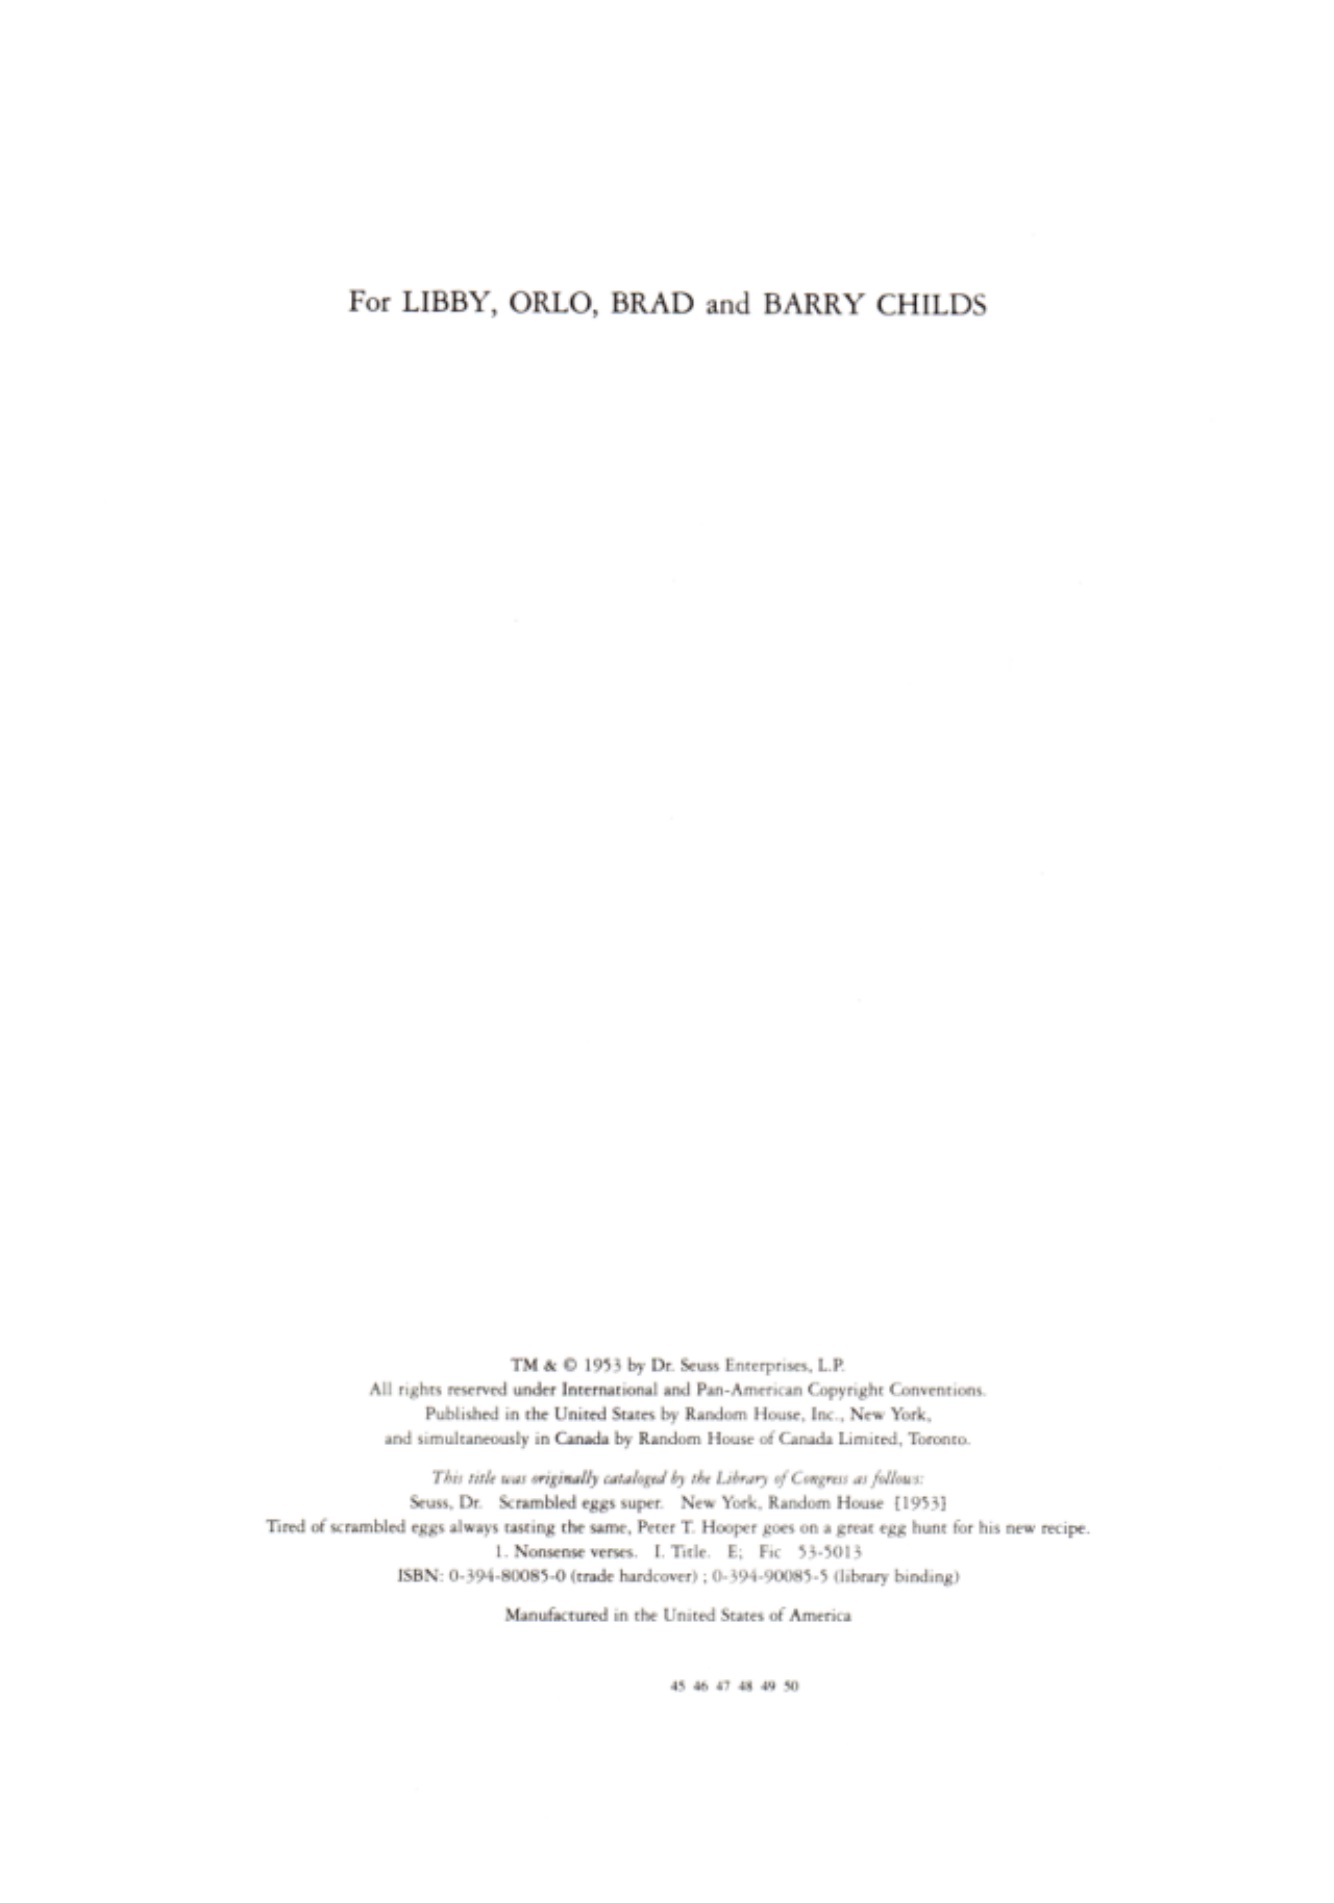 For LIBBY, ORLO, BRAD and BARRY CHILDS
TM & © 1953 by Dr. Seuss Enterprises, L.P.
All rights reserved under International and Pan-American Copyright Conventions.
Published in the United States by Random House, Inc., New York,
and simultaneously in Canada by Random House of Canada Limited, Toronto.
This title was originally cataloged by the Library of Congress as follows:
Seuss, Dr. Scrambled eggs super. New York, Random House [1953]
Tired of scrambled eggs always tasting the same, Peter T. Hooper goes on a great egg hunt for his new recipe.
1. Nonsense verses. I. Title. E; Fic 53-5013
ISBN: 0-394-80085-0 (trade hardcover) ; 0-394-90085-5 (library binding)
Manufactured in the United States of America
45 46 47 48 49 50